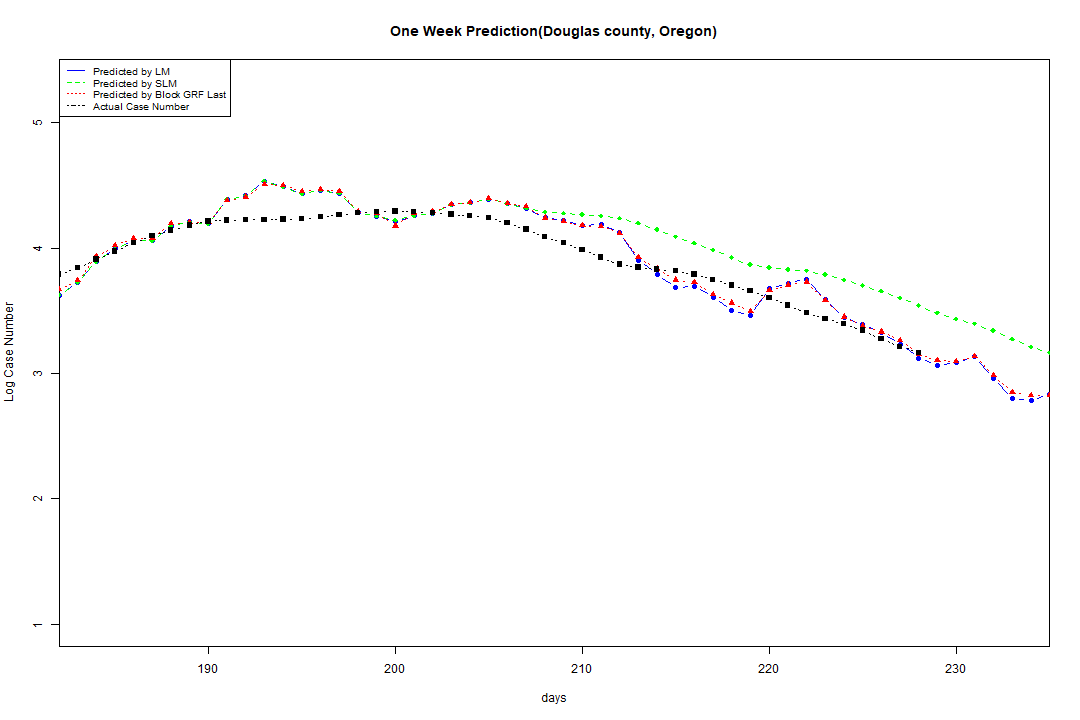 One Week Prediction(Douglas county, Oregon)
Predicted by LM
Predicted by SLM
Predicted by Block GRF Last
Actual Case Number
5
4
3
2
1
Log Case Number
190
200
210
220
230
days